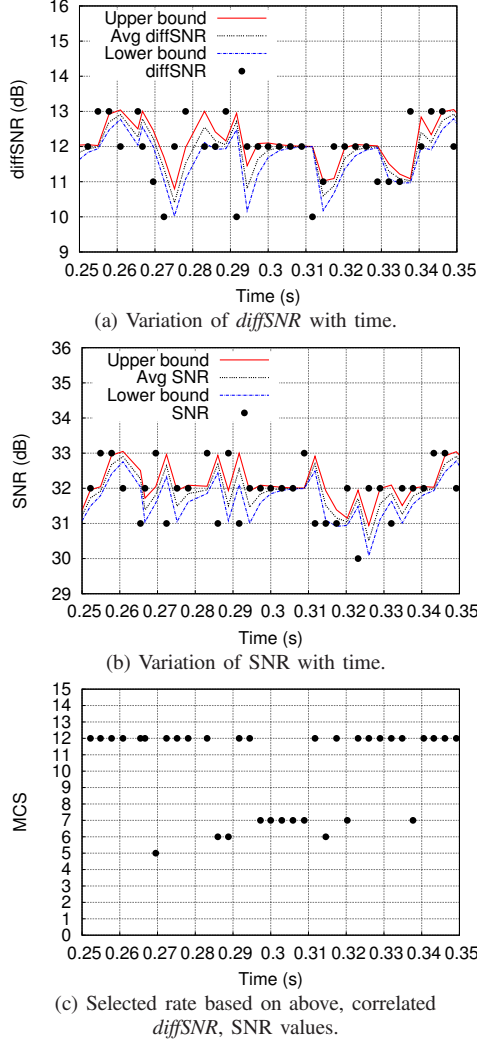 16
15
14
13
12
11
10
9
diffSNR (dB)
Upper bound
Avg diffSNR
Lower bound
diffSNR
0.25 0.26 0.27 0.28 0.29 0.3 0.31 0.32 0.33 0.34 0.35
Time (s)
(a) Variation of diffSNR with time.
36
35
34
33
32
31
30
29
SNR (dB)
Upper bound
Avg SNR
Lower bound
SNR
0.25 0.26 0.27 0.28 0.29 0.3 0.31 0.32 0.33 0.34 0.35
Time (s)
(b) Variation of SNR with time.
15
14
13
12
11
10
9
8
7
6
5
4
3
2
1
0
MCS
0.25 0.26 0.27 0.28 0.29 0.3 0.31 0.32 0.33 0.34 0.35
Time (s)
(c) Selected rate based on above, correlated
diffSNR, SNR values.